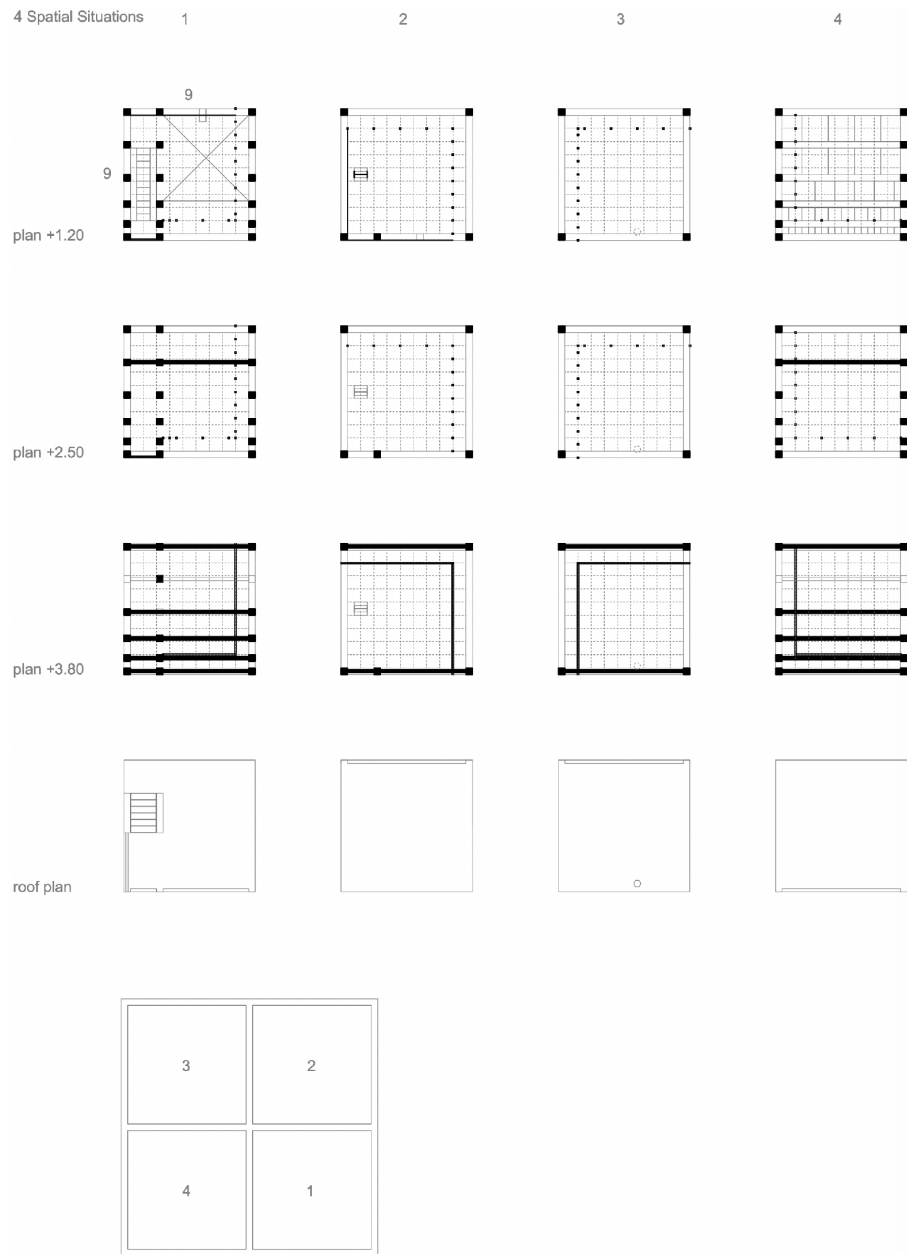 4 Spatial Situations 1 2 3 4
9
9
plan +1.20
plan +2.50
plan +3.80
roof plan
3 2
4 1